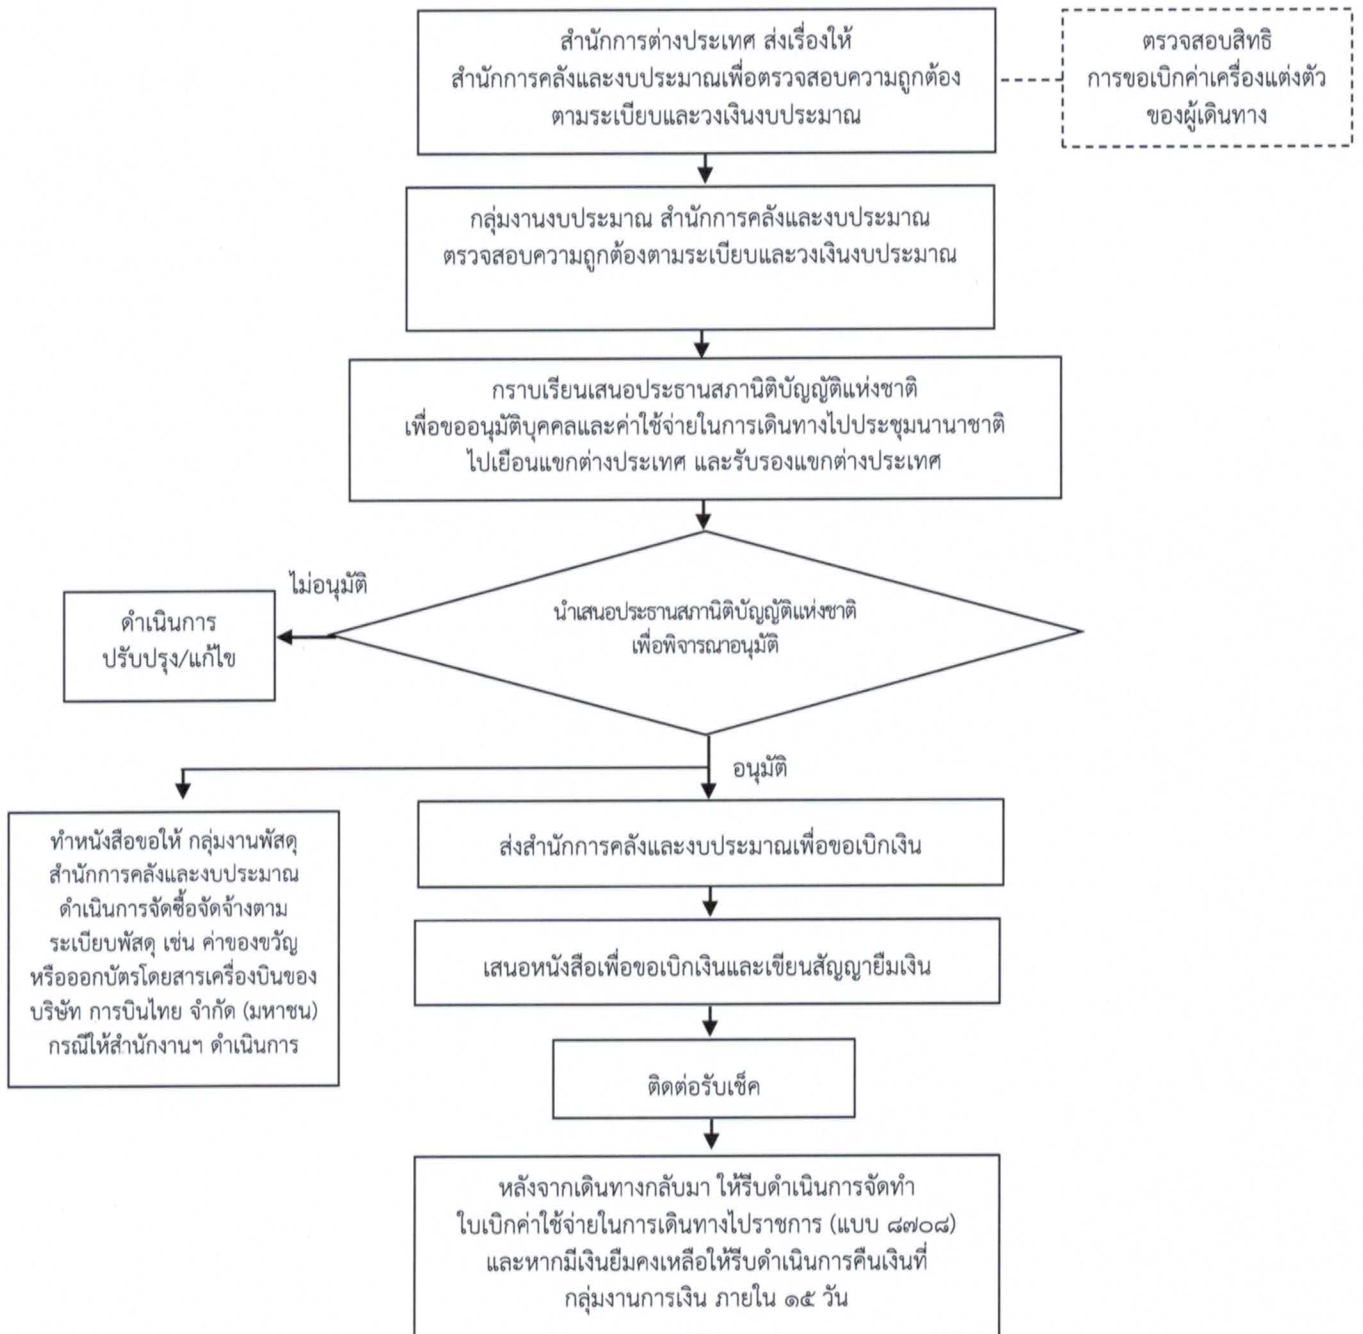 สำนักการต่างประเทศ ส่งเรื่องให้
สำนักการคลังและงบประมาณเพื่อตรวจสอบความถูกต้อง
ตามระเบียบและวงเงินงบประมาณ
ตรวจสอบสิทธิ
การขอเบิกค่าเครื่องแต่งตัว
ของผู้เดินทาง
กลุ่มงานงบประมาณ สำนักการคลังและงบประมาณ
ตรวจสอบความถูกต้องตามระเบียบและวงเงินงบประมาณ
กราบเรียนเสนอประธานสภานิติบัญญัติแห่งชาติ
เพื่อขออนุมัติบุคคลและค่าใช้จ่ายในการเดินทางไปประชุมนานาชาติ
ไปเยือนแขกต่างประเทศ และรับรองแขกต่างประเทศ
ไม่อนุมัติ
ดำเนินการ
ปรับปรุง/แก้ไข
นำเสนอประธานสภานิติบัญญัติแห่งชาติ
เพื่อพิจารณาอนุมัติ
อนุมัติ
ทำหนังสือขอให้ กลุ่มงานพัสดุ
สำนักการคลังและงบประมาณ
ดำเนินการจัดซื้อจัดจ้างตาม
ระเบียบพัสดุ เช่น ค่าของขวัญ
หรือออกบัตรโดยสารเครื่องบินของ
บริษัท การบินไทย จำกัด (มหาชน)
กรณีให้สำนักงานฯ ดำเนินการ
ส่งสำนักการคลังและงบประมาณเพื่อขอเบิกเงิน
เสนอหนังสือเพื่อขอเบิกเงินและเขียนสัญญายืมเงิน
ติดต่อรับเช็ค
หลังจากเดินทางกลับมา ให้รีบดำเนินการจัดทำ
ใบเบิกค่าใช้จ่ายในการเดินทางไปราชการ (แบบ ๘๗๐๘)
และหากมีเงินยืมคงเหลือให้รีบดำเนินการคืนเงินที่
กลุ่มงานการเงิน ภายใน ๑๕ วัน